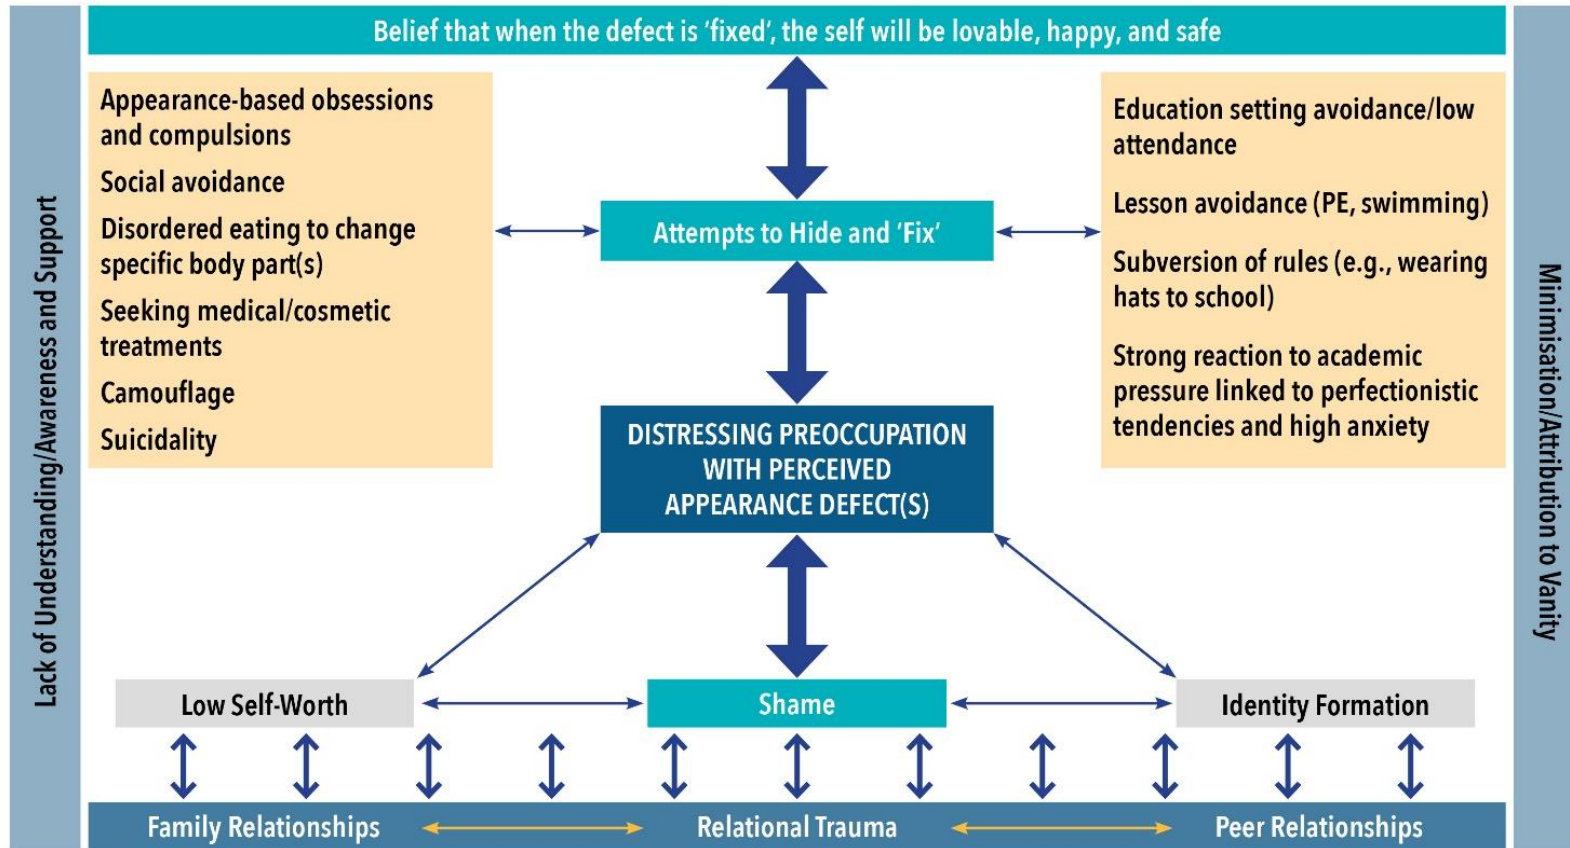 Belief that when the defect is ‘fixed’, the self will be lovable, happy, and safe
Lack of Understanding/Awareness and Support
Appearance-based obsessions
and compulsions
Social avoidance
Disordered eating to change
specific body part(s)
Seeking medical/cosmetic
treatments
Camouflage
Suicidality
Attempts to Hide and ‘Fix’
DISTRESSING PREOCCUPATION
WITH PERCEIVED
APPEARANCE DEFECT(S)
Education setting avoidance/low
attendance
Lesson avoidance (PE, swimming)
Subversion of rules (e.g., wearing
hats to school)
Strong reaction to academic
pressure linked to perfectionistic
tendencies and high anxiety
Minimisation/Attribution to Vanity
Low Self-Worth
Shame
Identity Formation
Family Relationships
Relational Trauma
Peer Relationships